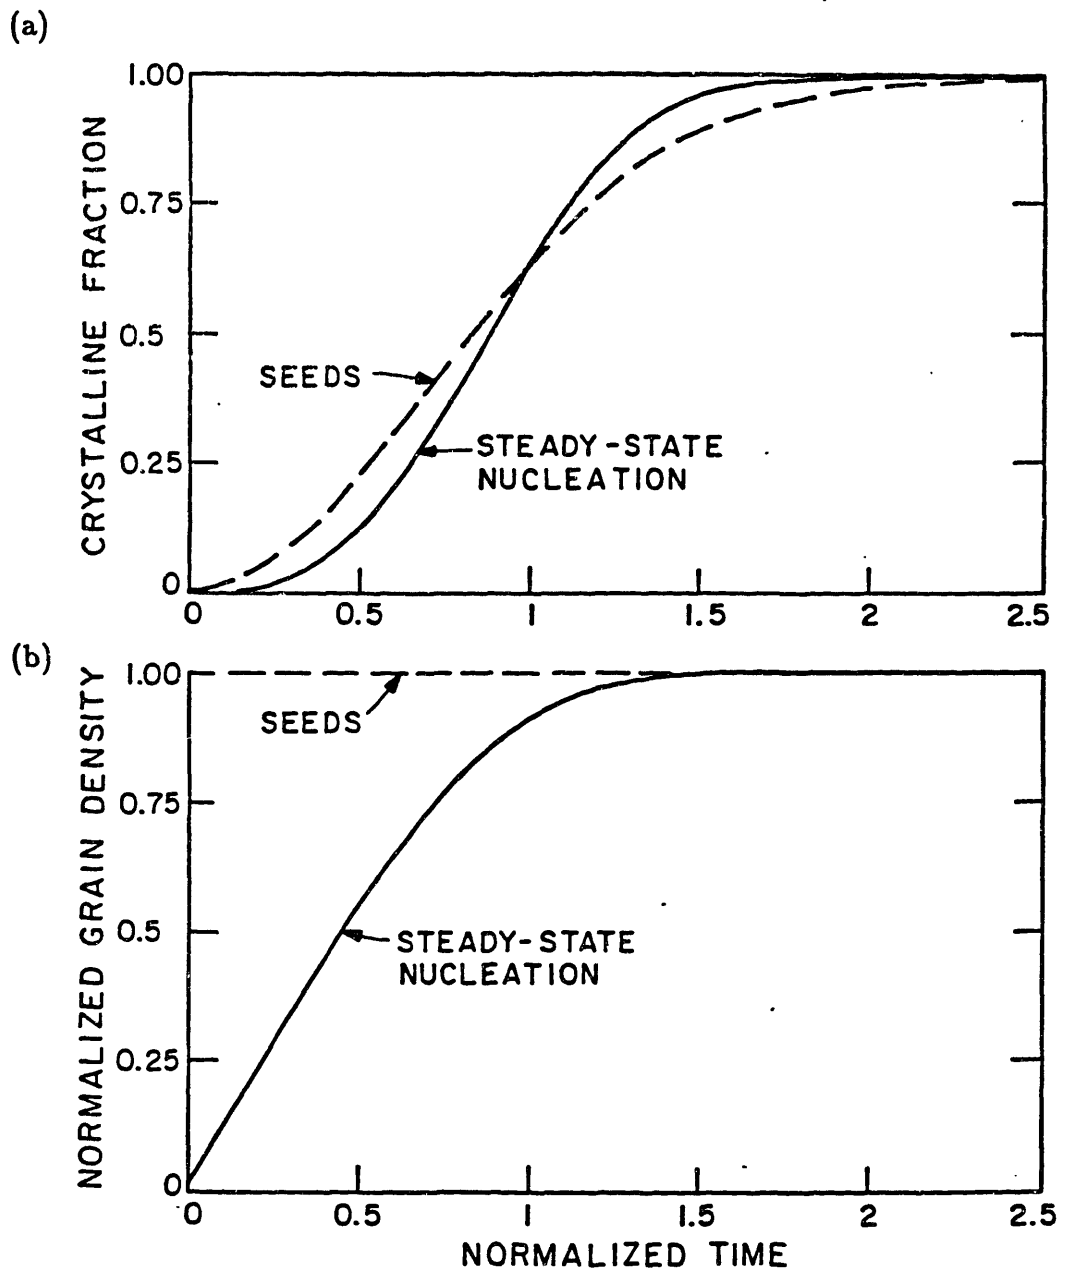 (a)
1.00
0.75
0.5
0.25
0
CRYSTALLINE FRACTION
SEEDS
STEADY-STATE
NUCLEATION
0 0.5 1 1.5 2 2.5
(b)
1.00
0.75
0.5
0.25
0
NORMALIZED GRAIN DENSITY
SEEDS
STEADY-STATE
NUCLEATION
0 0.5 1 1.5 2 2.5
NORMALIZED TIME